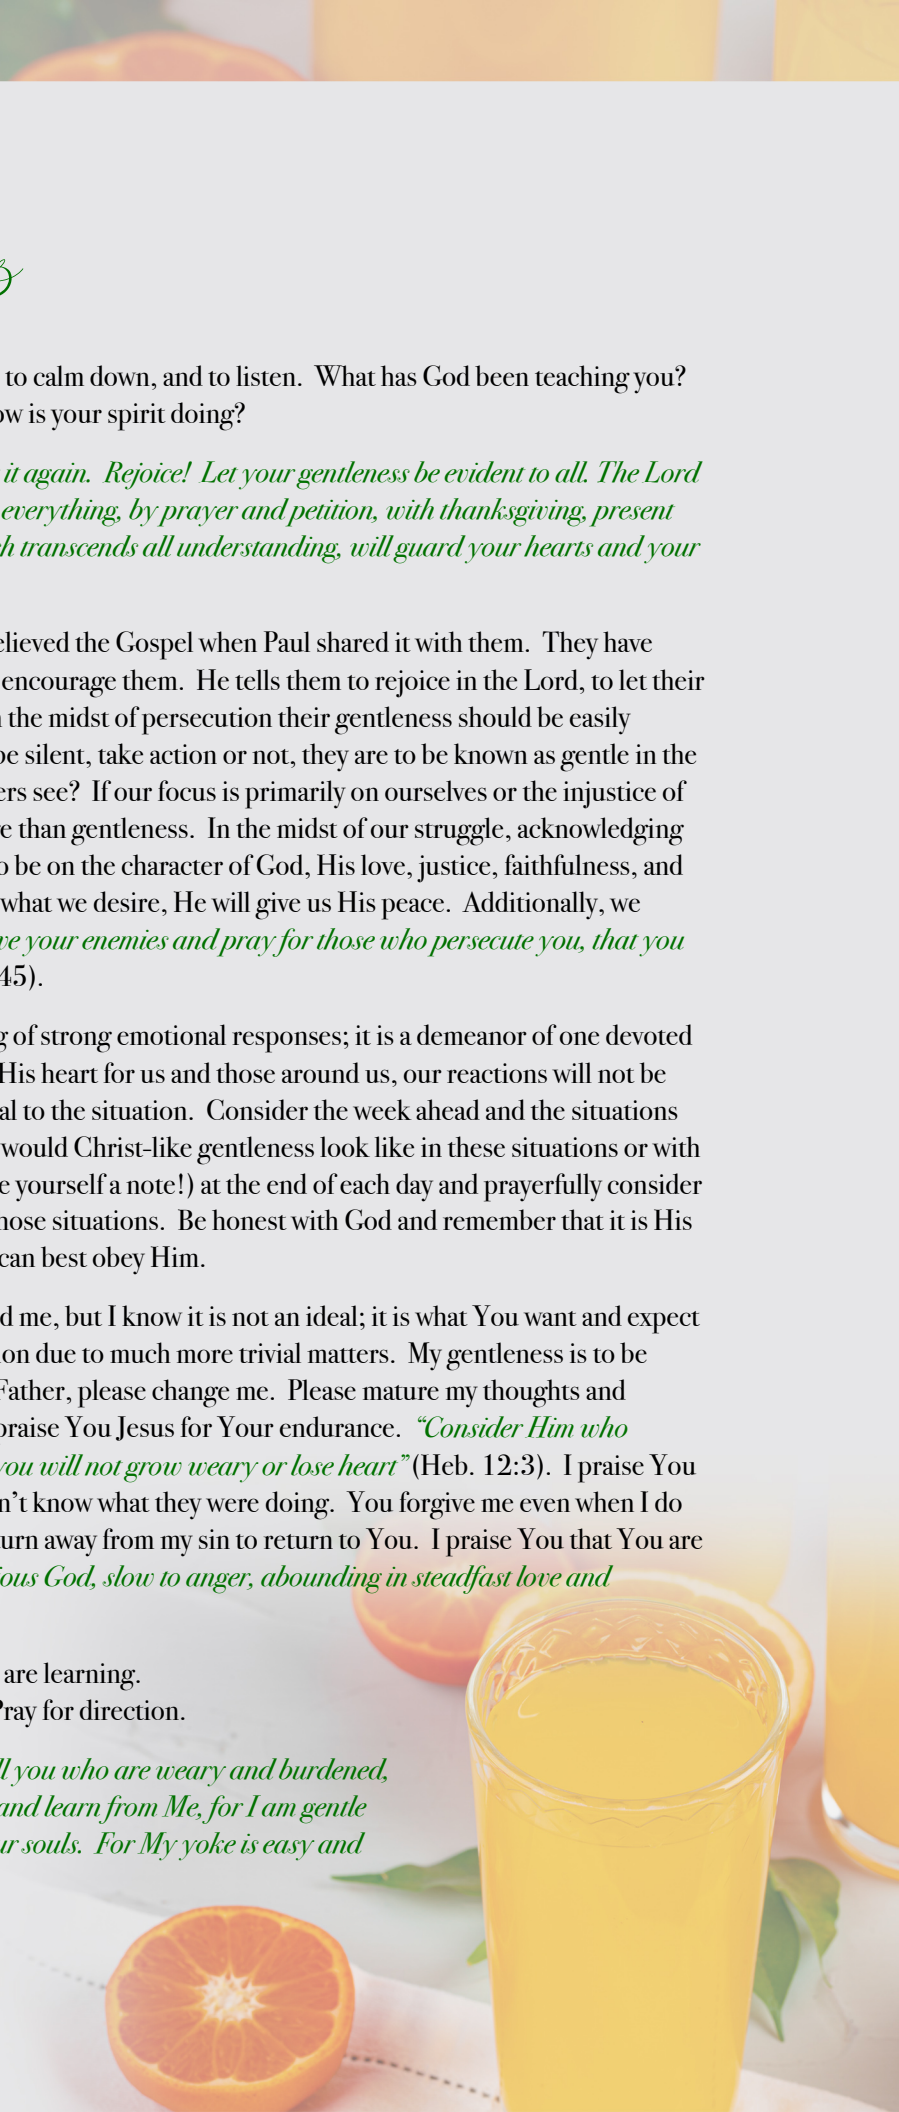 to calm down, and to listen.  What has God been teaching you?
is your spirit doing?
it again.  Rejoice!  Let your gentleness be evident to all. The Lord
everything, by prayer and petition, with thanksgiving, present
transcends all understanding, will guard your hearts and your
the Gospel when Paul shared it with them.  They have
encourage them.  He tells them to rejoice in the Lord, to let their
the midst of persecution their gentleness should be easily
silent, take action or not, they are to be known as gentle in the
see?  If our focus is primarily on ourselves or the injustice of
than gentleness.  In the midst of our struggle, acknowledging
be on the character of God, His love, justice, faithfulness, and
what we desire, He will give us His peace.  Additionally, we
your enemies and pray for those who persecute you, that you
45).
of strong emotional responses; it is a demeanor of one devoted
His heart for us and those around us, our reactions will not be
to the situation.  Consider the week ahead and the situations
would Christ-like gentleness look like in these situations or with
yourself a note!) at the end of each day and prayerfully consider
situations.  Be honest with God and remember that it is His
can best obey Him.
me, but I know it is not an ideal; it is what You want and expect
due to much more trivial matters.  My gentleness is to be
Father, please change me.  Please mature my thoughts and
praise You Jesus for Your endurance.  “Consider Him who
you will not grow weary or lose heart” (Heb. 12:3).  I praise You
know what they were doing.  You forgive me even when I do
away from my sin to return to You.  I praise You that You are
God, slow to anger, abounding in steadfast love and
are learning.
Pray for direction.
you who are weary and burdened,
and learn from Me, for I am gentle
souls.  For My yoke is easy and